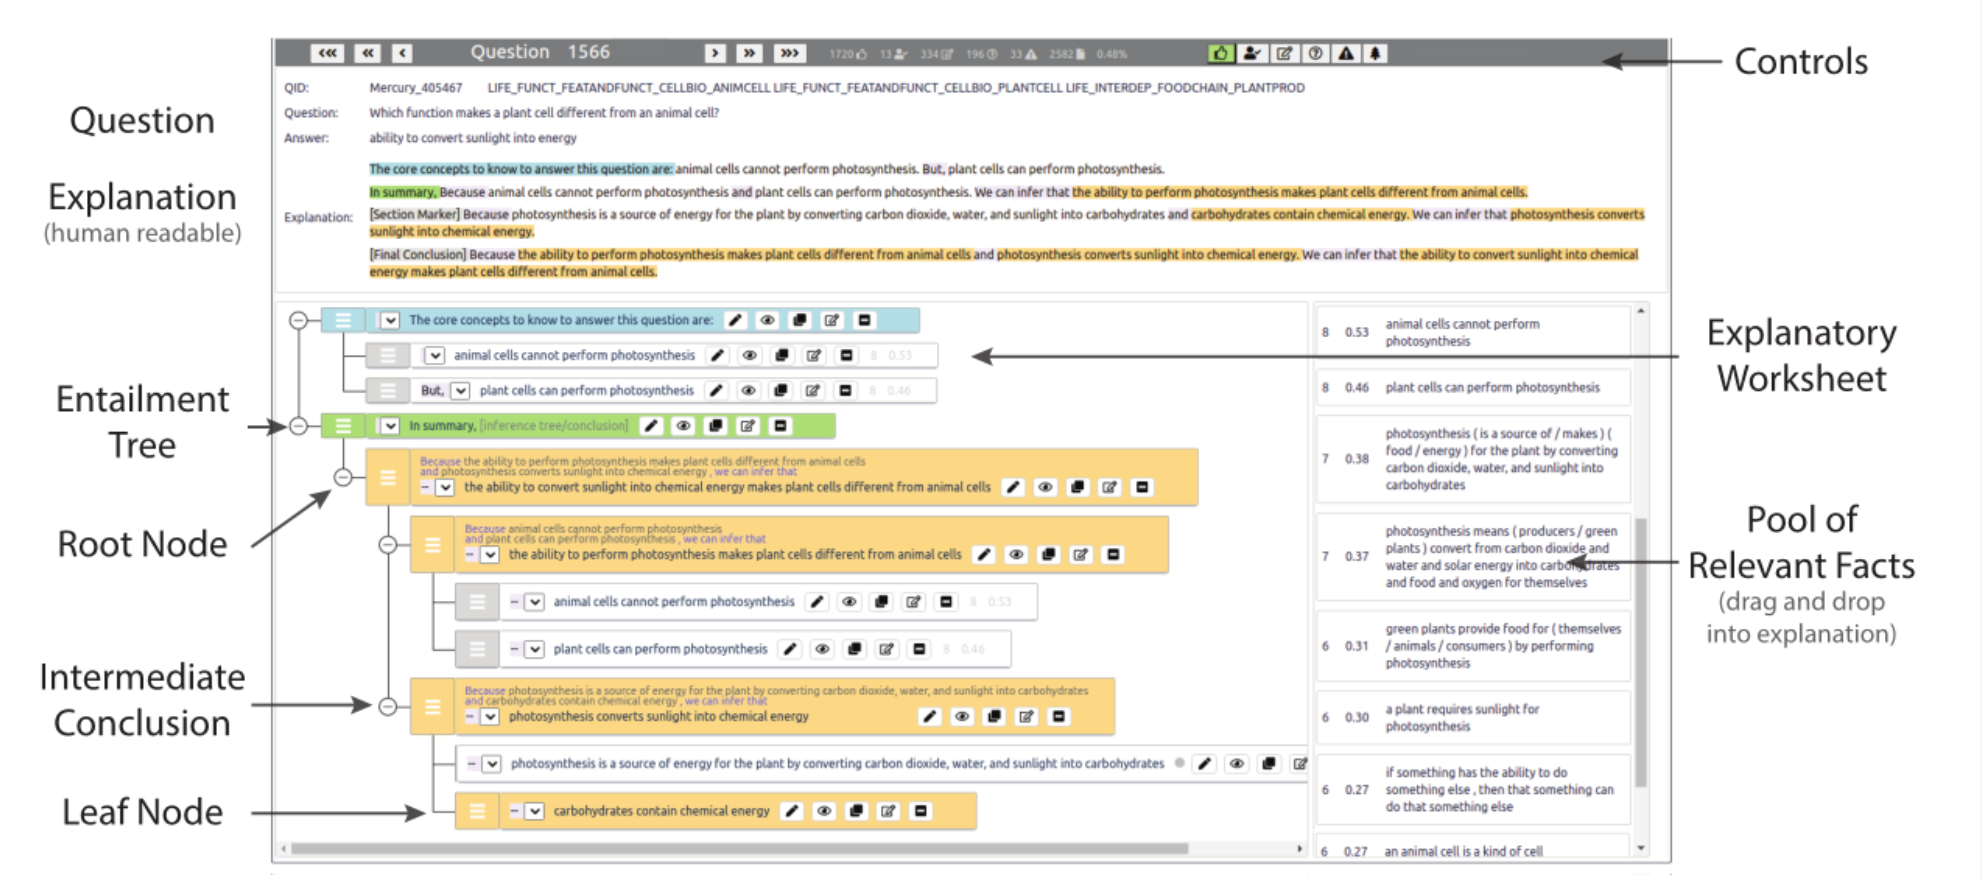 Question 1566
1720 13 334 196 33 2582 0.48%
Controls
QID: Mercury_405467 LIFE_FUNCT_FEATANDFUNCT_CELLBIO_ANIMCELL LIFE_FUNCT_FEATANDFUNCT_CELLBIO_PLANTCELL LIFE_INTERDEP_FOODCHAIN_PLANTPROD
Question
Question: Which function makes a plant cell different from an animal cell?
Answer: ability to convert sunlight into energy
Explanation
(human readable)
Explanation:
The core concepts to know to answer this question are: animal cells cannot perform photosynthesis. But, plant cells can perform photosynthesis.
In summary, Because animal cells cannot perform photosynthesis and plant cells can perform photosynthesis. We can infer that the ability to perform photosynthesis makes plant cells different from animal cells.
[Section Marker] Because photosynthesis is a source of energy for the plant by converting carbon dioxide, water, and sunlight into carbohydrates and carbohydrates contain chemical energy. We can infer that photosynthesis converts
sunlight into chemical energy.
[Final Conclusion] Because the ability to perform photosynthesis makes plant cells different from animal cells and photosynthesis converts sunlight into chemical energy. We can infer that the ability to convert sunlight into chemical
energy makes plant cells different from animal cells.
The core concepts to know to answer this question are:
animal cells cannot perform photosynthesis 8 0.53
But, plant cells can perform photosynthesis 8 0.46
Entailment
Tree
In summary, [inference tree/conclusion]
Root Node
Because the ability to perform photosynthesis makes plant cells different from animal cells
and photosynthesis converts sunlight into chemical energy , we can infer that
-- the ability to convert sunlight into chemical energy makes plant cells different from animal cells
Because animal cells cannot perform photosynthesis
and plant cells can perform photosynthesis , we can infer that
-- the ability to perform photosynthesis makes plant cells different from animal cells
-- animal cells cannot perform photosynthesis 8 0.53
-- plant cells can perform photosynthesis 8 0.46
Intermediate
Conclusion
Because photosynthesis is a source of energy for the plant by converting carbon dioxide, water, and sunlight into carbohydrates
and carbohydrates contain chemical energy , we can infer that
-- photosynthesis converts sunlight into chemical energy
-- photosynthesis is a source of energy for the plant by converting carbon dioxide, water, and sunlight into carbohydrates
Leaf Node
-- carbohydrates contain chemical energy
8 0.53 animal cells cannot perform
photosynthesis
8 0.46 plant cells can perform photosynthesis
photosynthesis ( is a source of / makes ) (
food / energy ) for the plant by converting
7 0.38 carbon dioxide, water, and sunlight into
carbohydrates
photosynthesis means ( producers / green
plants ) convert from carbon dioxide and
7 0.37 water and solar energy into carbohydrates
and food and oxygen for themselves
green plants provide food for ( themselves
6 0.31 / animals / consumers ) by performing
photosynthesis
6 0.30 a plant requires sunlight for
photosynthesis
if something has the ability to do
6 0.27 something else , then that something can
do that something else
6 0.27 an animal cell is a kind of cell
Explanatory
Worksheet
Pool of
Relevant Facts
(drag and drop
into explanation)